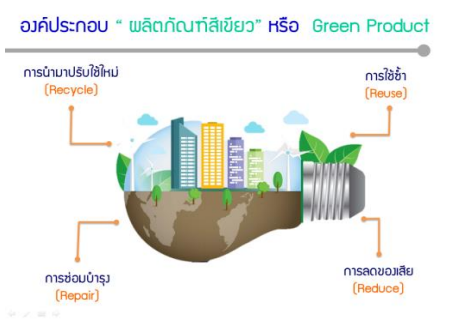 องค์ประกอบ “ ผลิตภัณฑ์สีเขียว” หรือ Green Product
การนำมาปรับใช้ใหม่
(Recycle)
การใช้ซ้ำ
(Reuse)
การซ่อมบำรุง
(Repair)
การลดของเสีย
(Reduce)